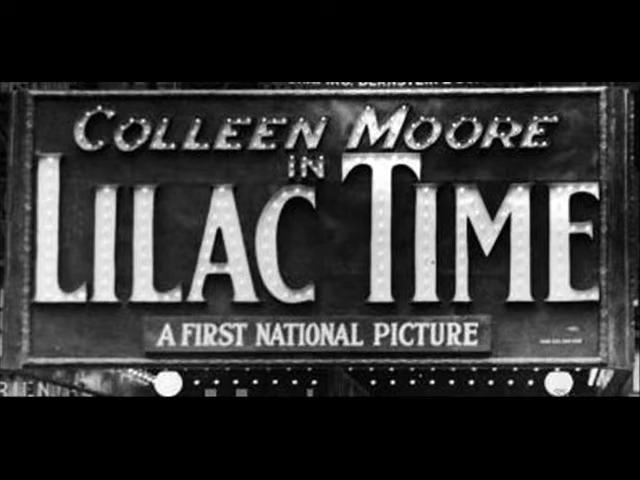 COLLEEN MOORE
IN
LILAC TIME
A FIRST NATIONAL PICTURE